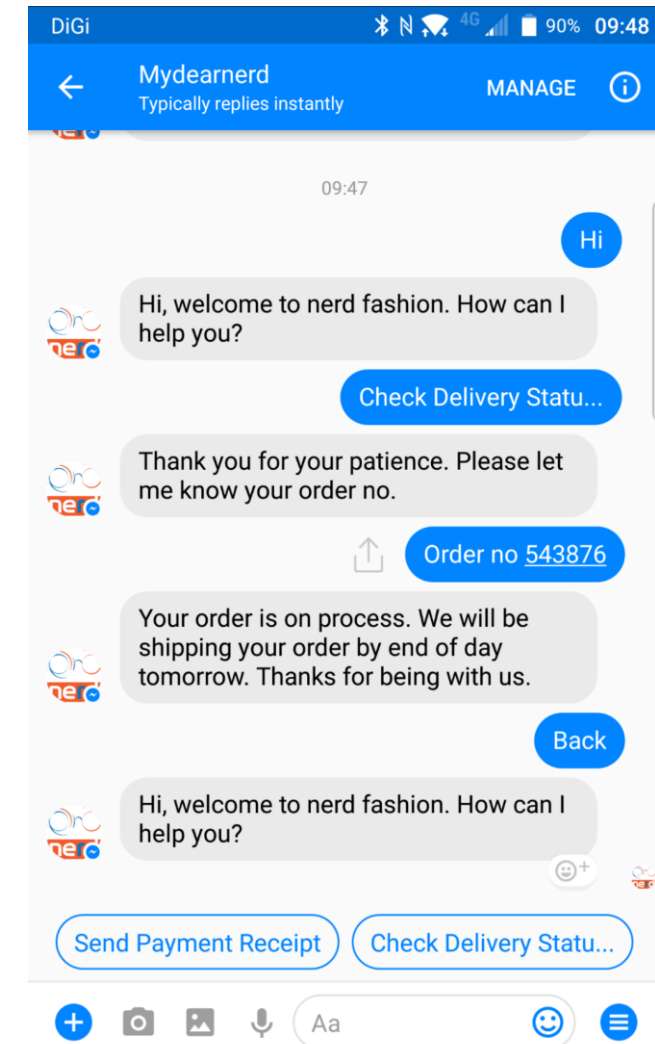 DiGi 4G 90% 09:48
Mydearnerd
Typically replies instantly
MANAGE
09:47
Hi
Hi, welcome to nerd fashion. How can I
help you?
nerd
Check Delivery Statu...
Thank you for your patience. Please let
me know your order no.
nerd
Order no 543876
Your order is on process. We will be
shipping your order by end of day
tomorrow. Thanks for being with us.
nerd
Back
Hi, welcome to nerd fashion. How can I
help you?
nerd
Send Payment Receipt
Check Delivery Statu...
Aa